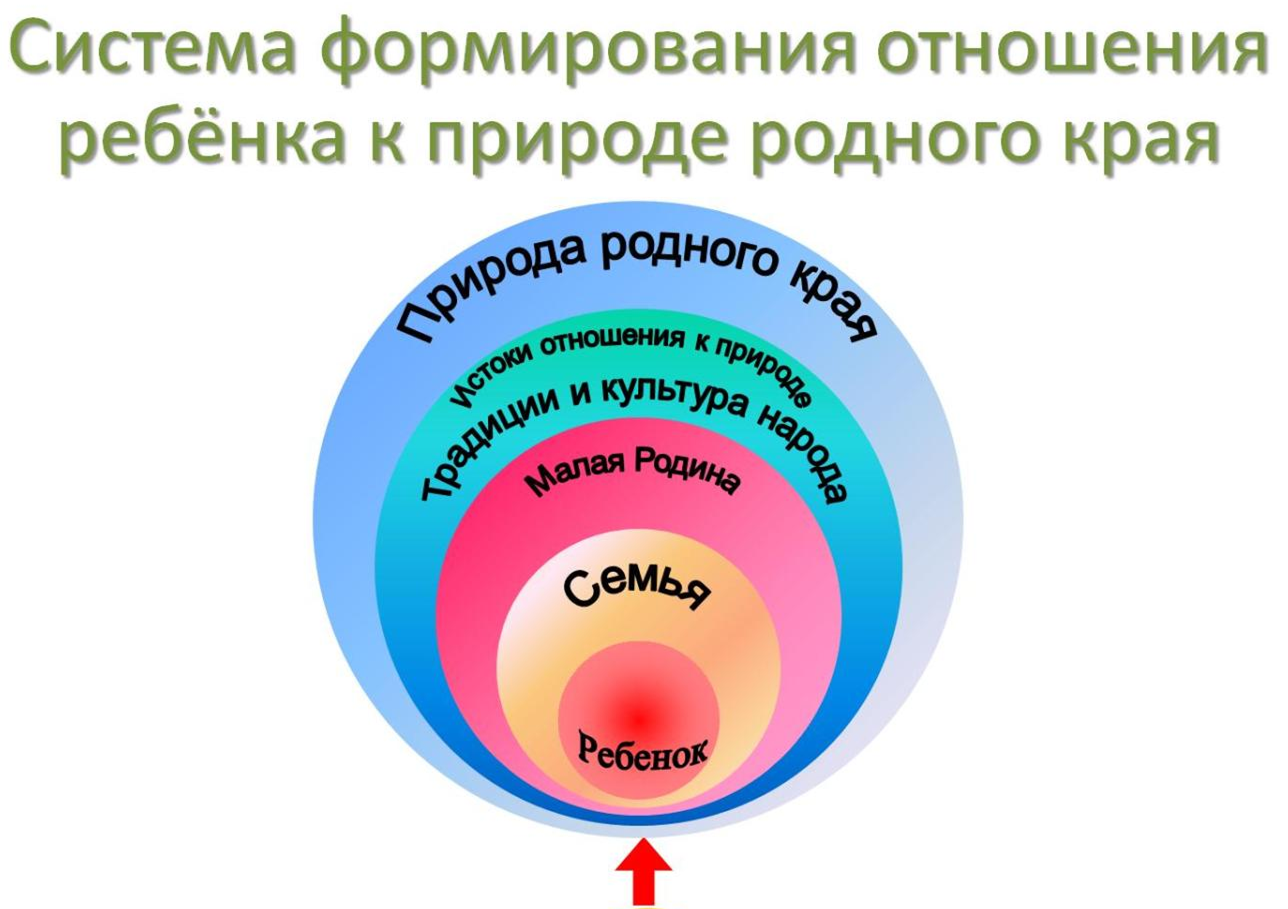 Система формирования отношения
ребёнка к природе родного края
Природа родного края
Истоки отношения к природе
Традиции и культура народа
Малая Родина
Семья
Ребенок